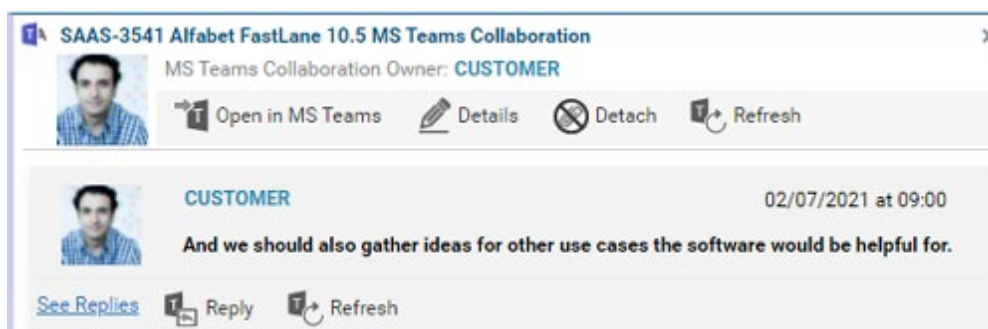 SAAS-3541 Alfabet FastLane 10.5 MS Teams Collaboration
MS Teams Collaboration Owner: CUSTOMER
Open in MS Teams Details Detach Refresh
CUSTOMER 02/07/2021 at 09:00
And we should also gather ideas for other use cases the software would be helpful for.
See Replies Reply Refresh